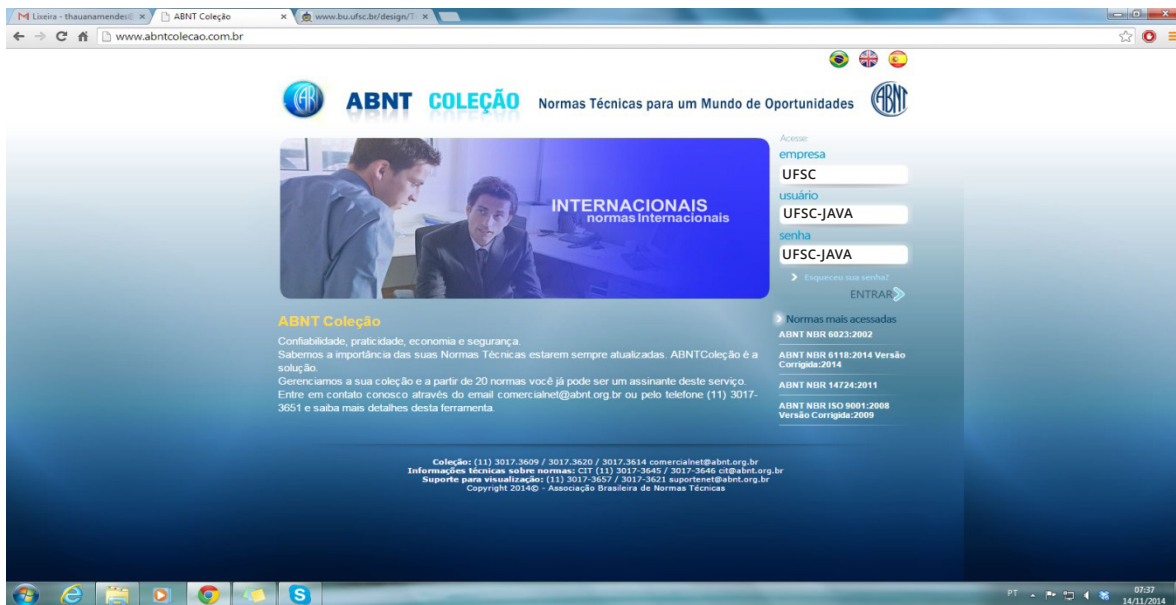 Lixeira - thauanamendes
ABNT Coleção
www.bu.ufsc.br/design/T
www.abntcolecao.com.br
ABNT COLEÇÃO Normas Técnicas para um Mundo de Oportunidades ABNT
INTERNACIONAIS
normas Internacionais
Acesse:
empresa
UFSC
usuário
UFSC-JAVA
senha
UFSC-JAVA
Esqueceu sua senha?
ENTRAR
ABNT Coleção
Confiabilidade, praticidade, economia e segurança.
Sabemos a importância das suas Normas Técnicas estarem sempre atualizadas. ABNTColeção é a
solução.
Gerenciamos a sua coleção e a partir de 20 normas você já pode ser um assinante deste serviço.
Entre em contato conosco através do email comercialnet@abnt.org.br ou pelo telefone (11) 3017-
3651 e saiba mais detalhes desta ferramenta.
Normas mais acessadas
ABNT NBR 6023:2002
ABNT NBR 6118:2014 Versão
Corrigida:2014
ABNT NBR 14724:2011
ABNT NBR ISO 9001:2008
Versão Corrigida:2009
Coleção: (11) 3017.3609 / 3017.3620 / 3017.3614 comercialnet@abnt.org.br
Informações técnicas sobre normas: CIT (11) 3017-3645 / 3017-3646 cit@abnt.org.br
Suporte para visualização: (11) 3017-3657 / 3017-3621 suportenet@abnt.org.br
Copyright 2014© - Associação Brasileira de Normas Técnicas
PT
07:37
14/11/2014